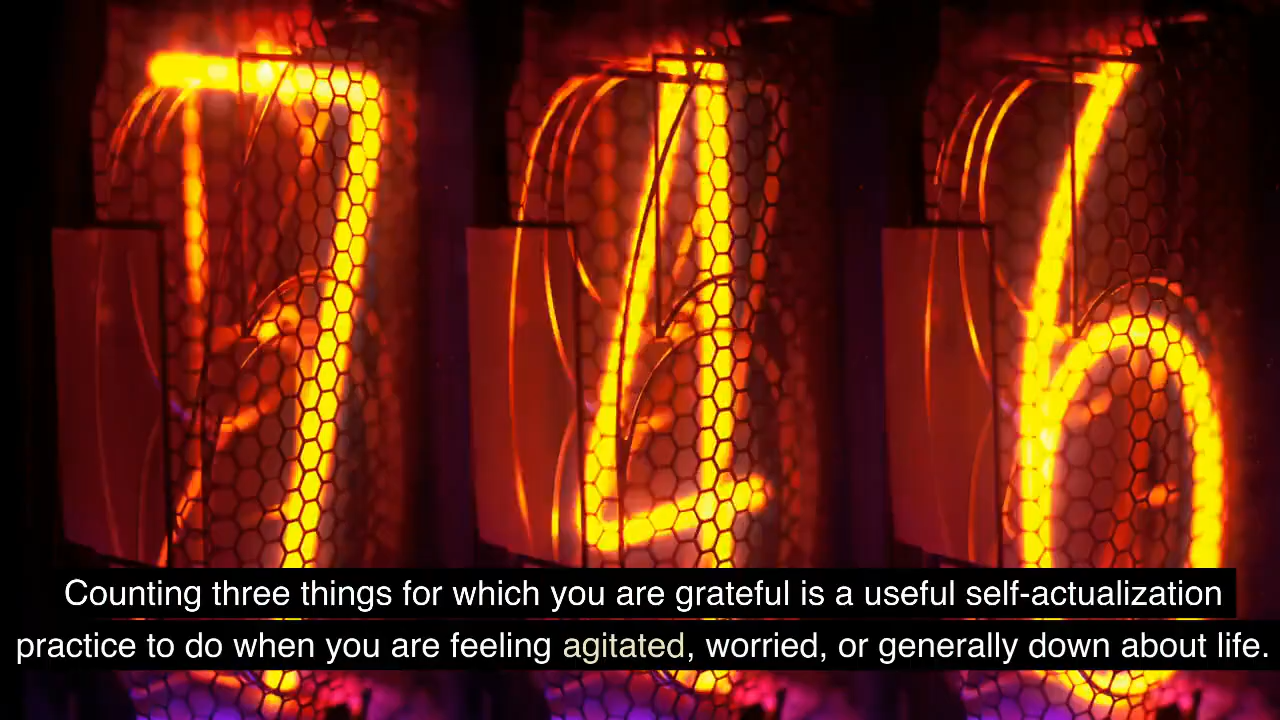 746
Counting three things for which you are grateful is a useful self-actualization
practice to do when you are feeling agitated, worried, or generally down about life.